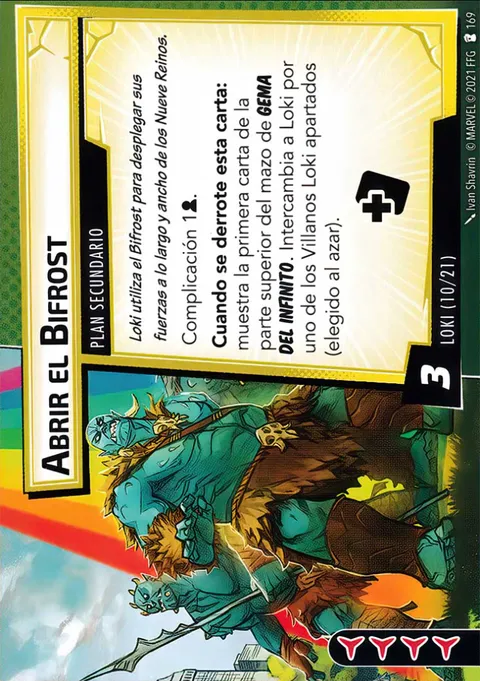 ABRIR EL BIFROST
PLAN SECUNDARIO
Loki utiliza el Bifrost para desplegar sus
fuerzas a lo largo y ancho de los Nueve Reinos.
Complicación 1.
Cuando se derrote esta carta:
muestra la primera carta de la
parte superior del mazo de GEMA
DEL INFINITO. Intercambia a Loki por
uno de los Villanos Loki apartados
(elegido al azar).
3
LOKI (10/21)
Ivan Shavrin © MARVEL © 2021 FFG 169